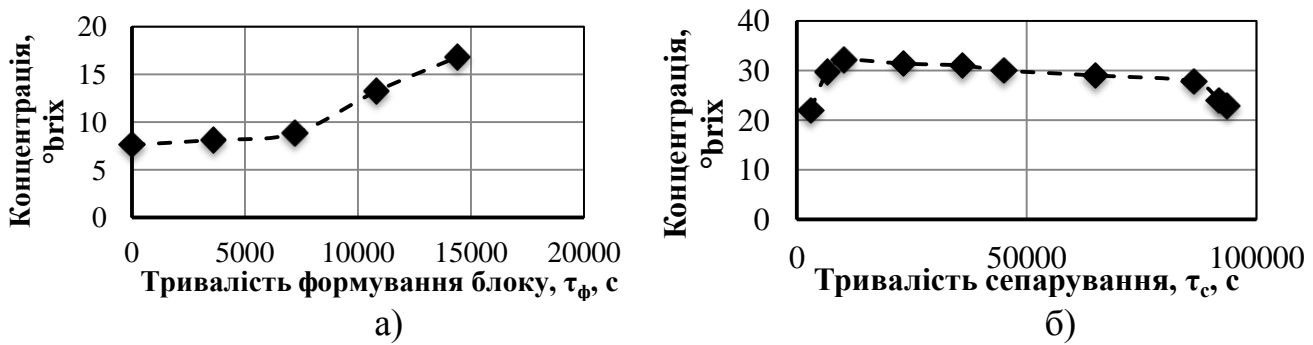 Концентрація,
°brix
20
15
10
5
0
0 5000 10000 15000 20000
Тривалість формування блоку, τф, с
а)
Концентрація,
°brix
40
30
20
10
0
0 50000 100000
Тривалість сепарування, τс, с
б)